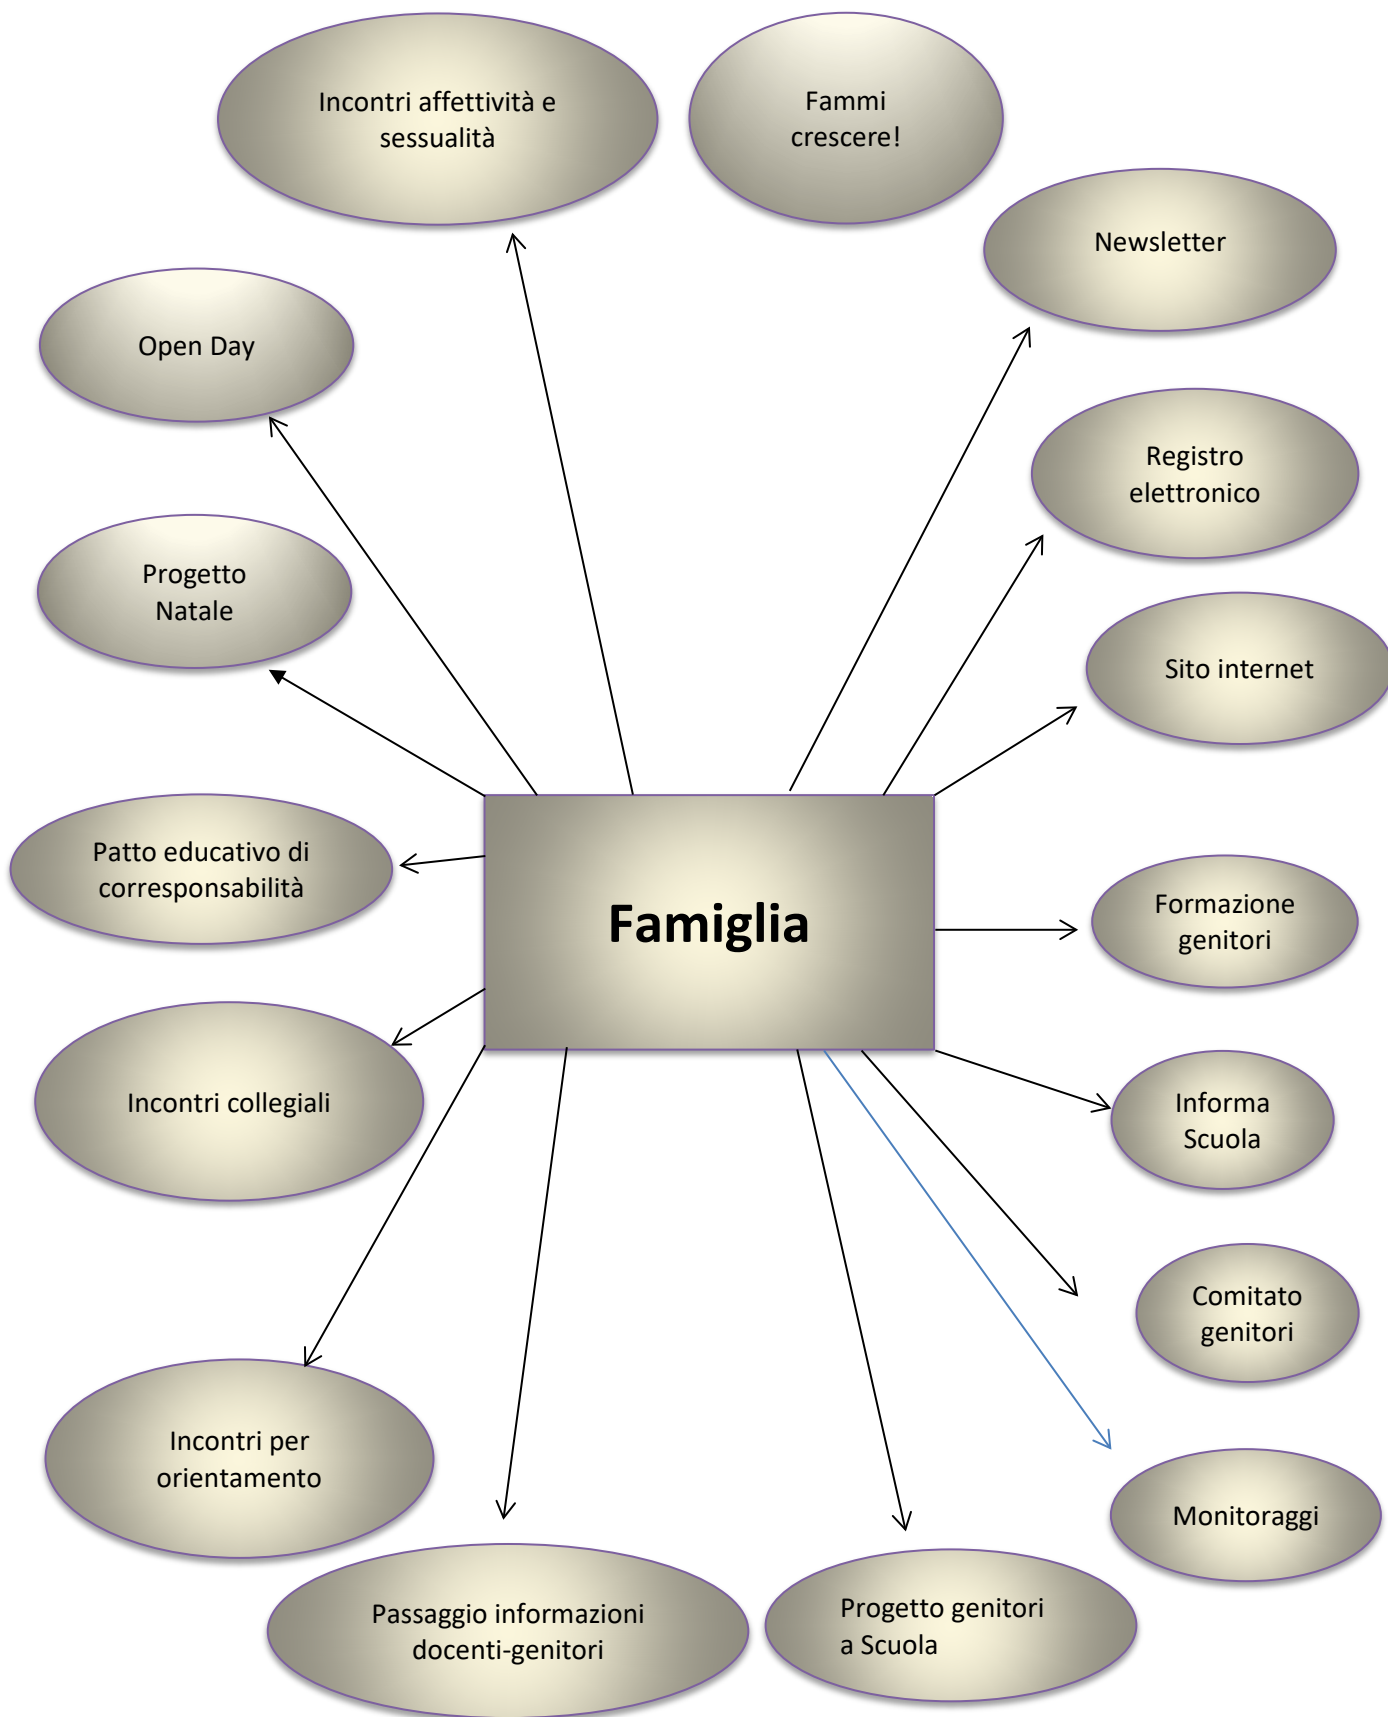 Incontri affettività e
sessualità
Fammi
crescere!
Newsletter
Open Day
Registro
elettronico
Progetto
Natale
Sito internet
Patto educativo di
corresponsabilità
Famiglia
Formazione
genitori
Incontri collegiali
Informa
Scuola
Comitato
genitori
Incontri per
orientamento
Monitoraggi
Passaggio informazioni
docenti-genitori
Progetto genitori
a Scuola